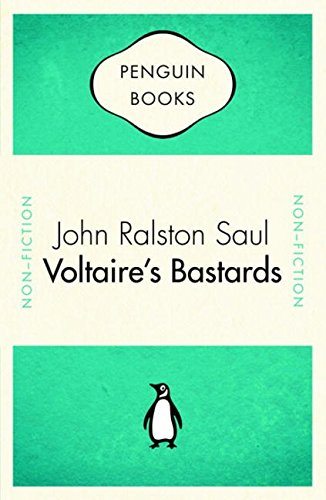 PENGUIN
BOOKS
NON-FICTION
NON-FICTION
John Ralston Saul
Voltaire's Bastards